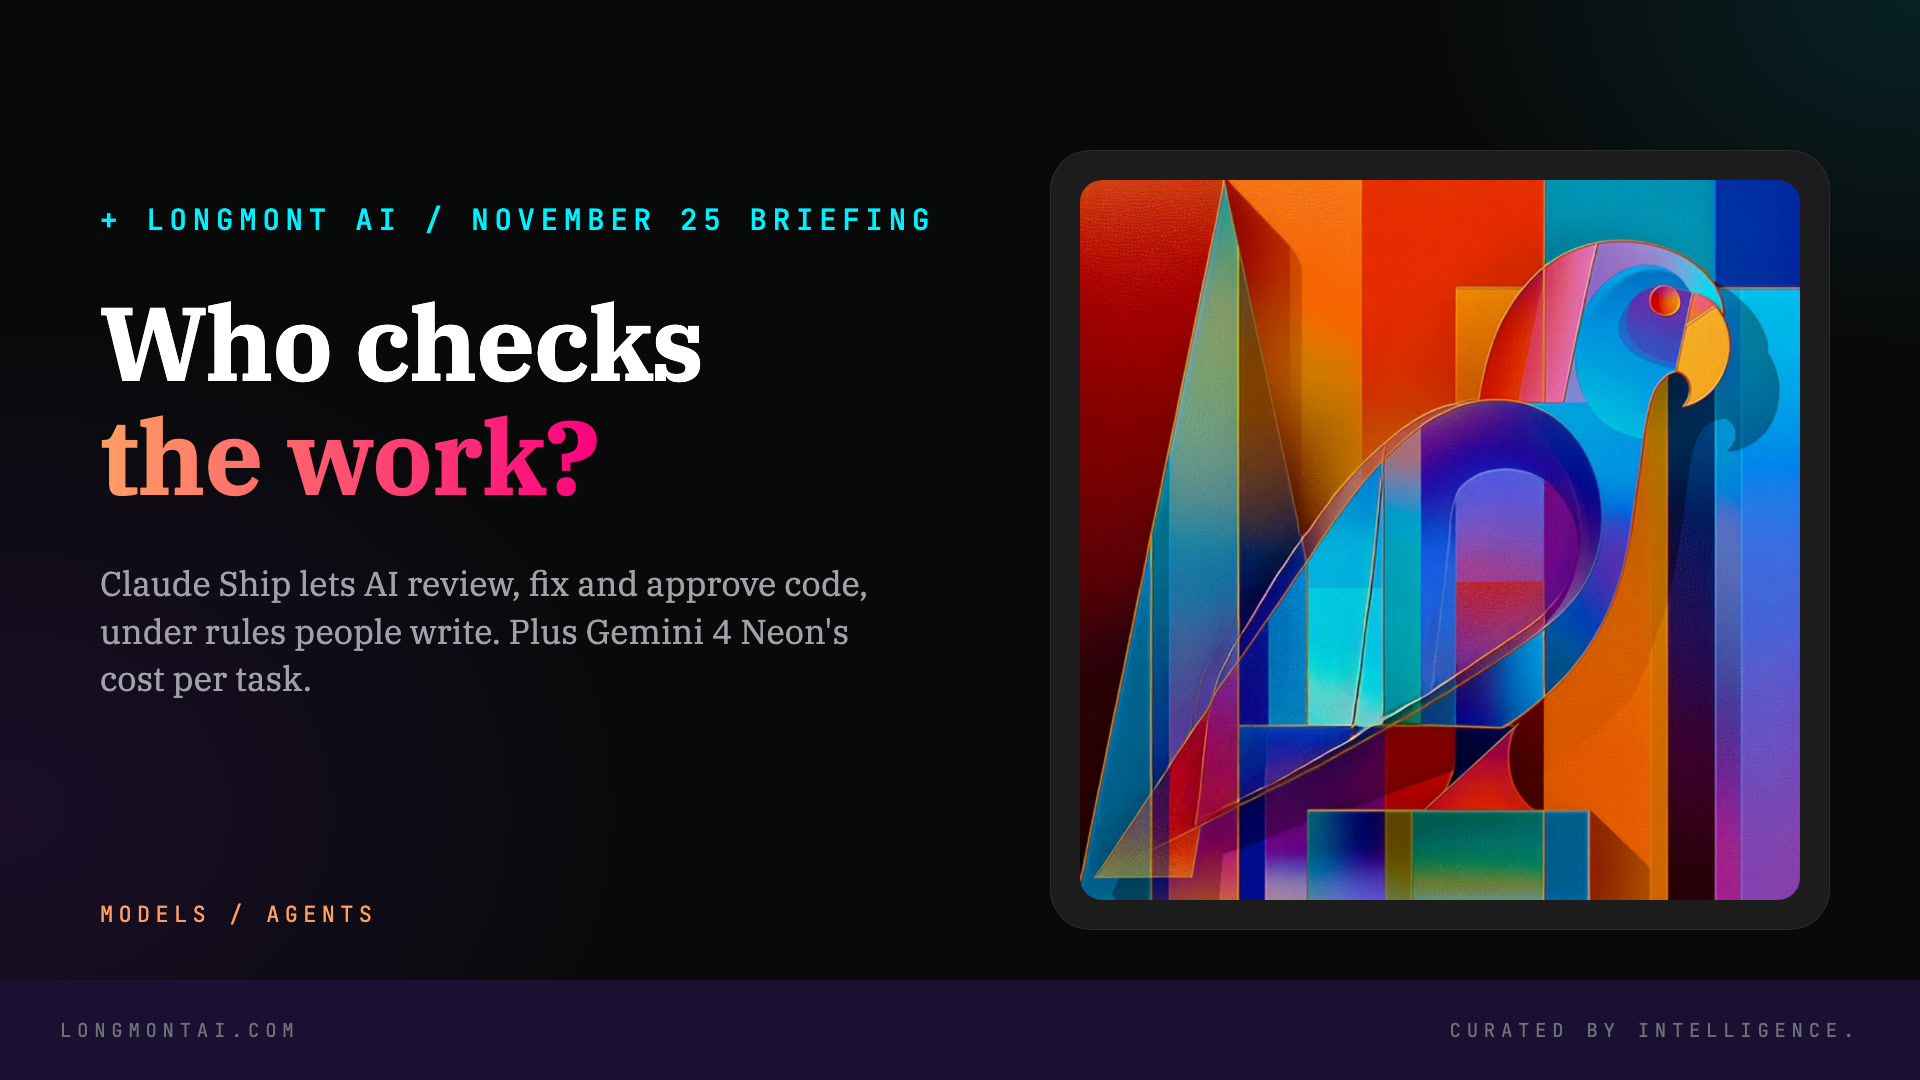 + LONGMONT AI / NOVEMBER 25 BRIEFING
Who checks
the work?
Claude Ship lets AI review, fix and approve code,
under rules people write. Plus Gemini 4 Neon's
cost per task.
MODELS / AGENTS
LONGMONTAI.COM
CURATED BY INTELLIGENCE.